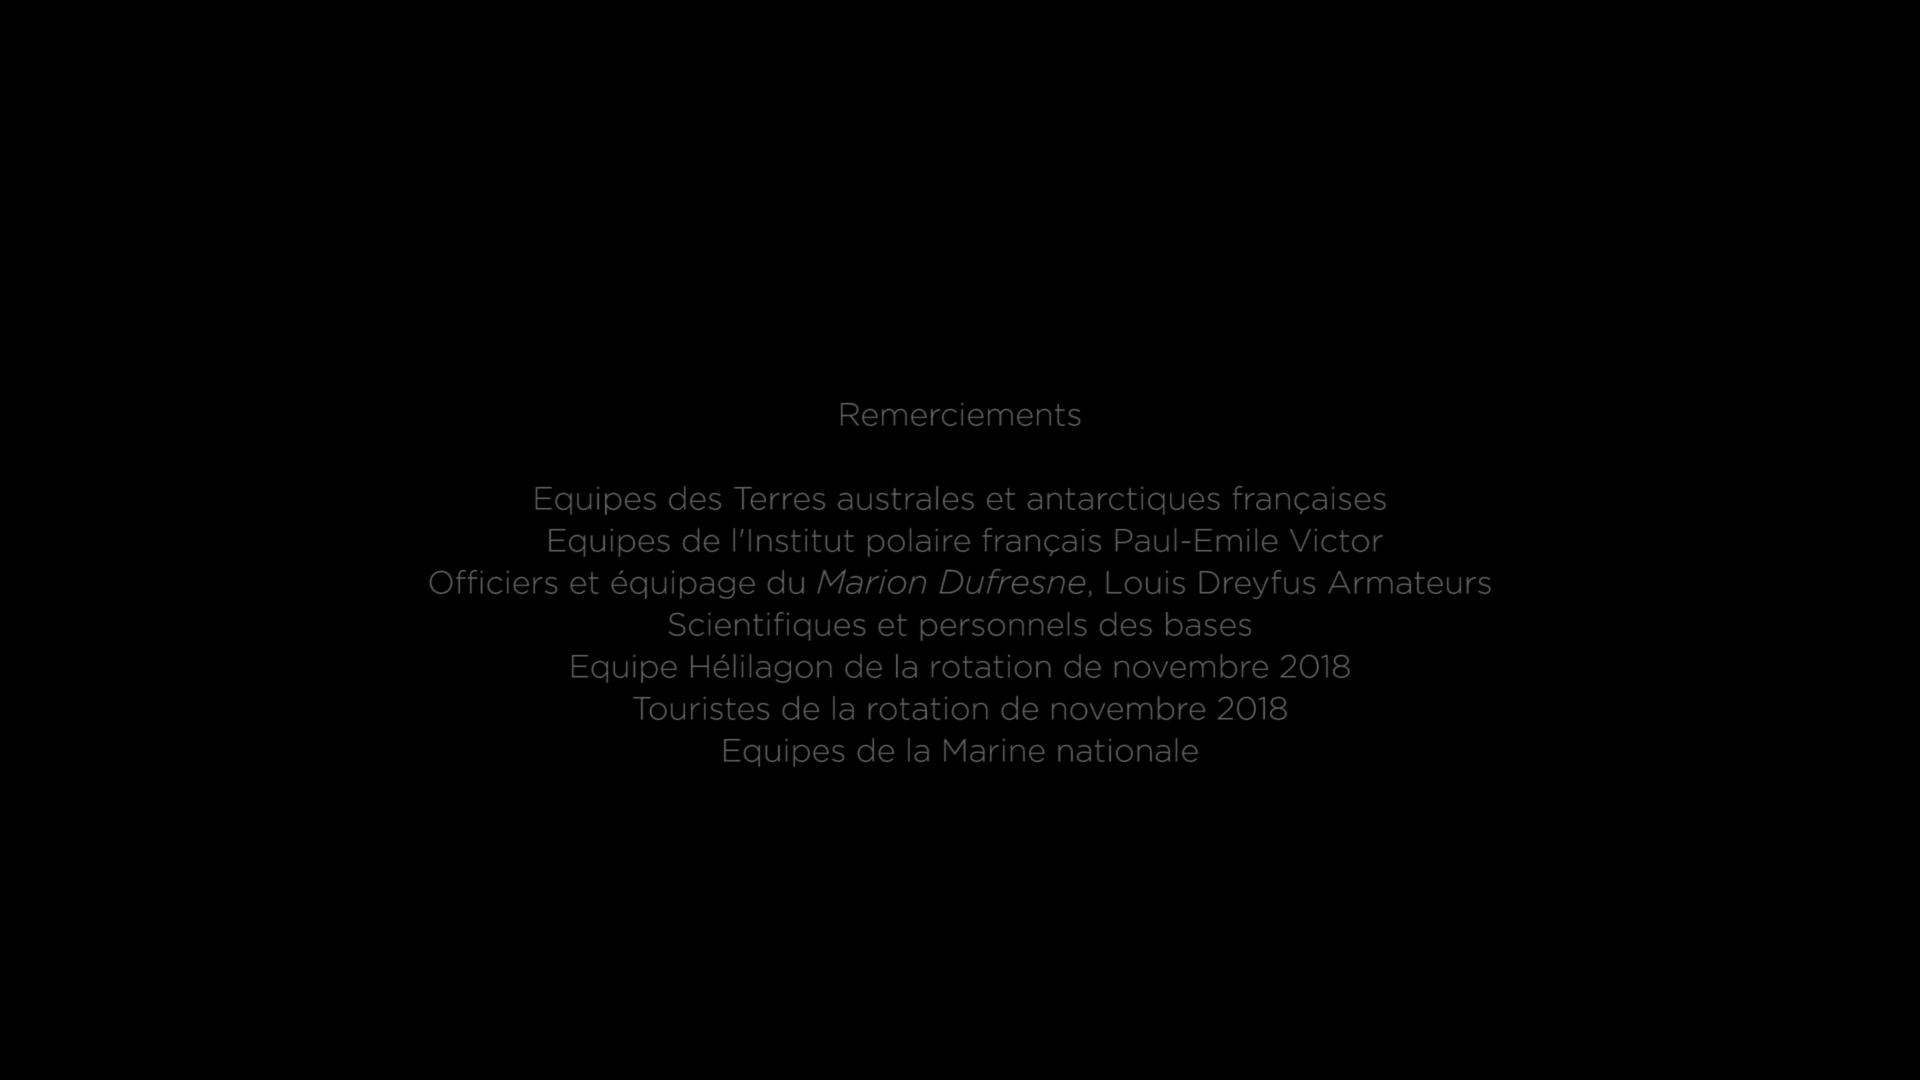 Remerciements
Equipes des Terres australes et antarctiques françaises
Equipes de l'Institut polaire français Paul-Emile Victor
Officiers et équipage du Marion Dufresne, Louis Dreyfus Armateurs
Scientifiques et personnels des bases
Equipe Hélilagon de la rotation de novembre 2018
Touristes de la rotation de novembre 2018
Equipes de la Marine nationale